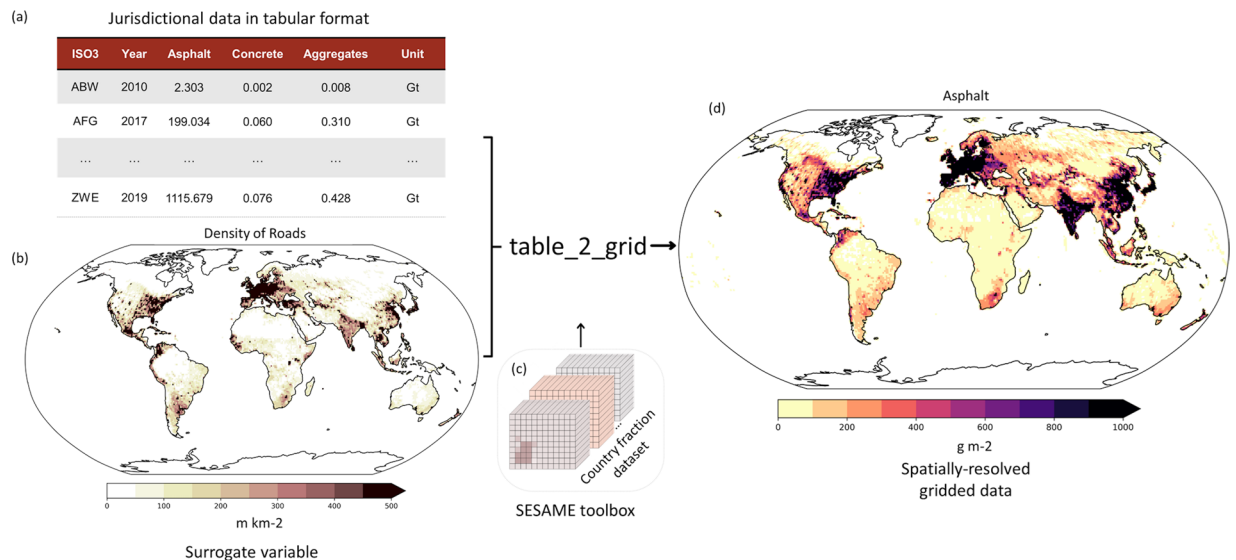 (a)
Jurisdictional data in tabular format
ISO3 Year Asphalt Concrete Aggregates Unit
ABW 2010 2.303 0.002 0.008 Gt
AFG 2017 199.034 0.060 0.310 Gt
... ... ... ... ... ...
ZWE 2019 1115.679 0.076 0.428 Gt
(b)
Density of Roads
0 100 200 300 400 500
m km-2
Surrogate variable
table_2_grid
(c)
...
Country fraction
dataset
SESAME toolbox
(d)
Asphalt
0 200 400 600 800 1000
g m-2
Spatially-resolved
gridded data